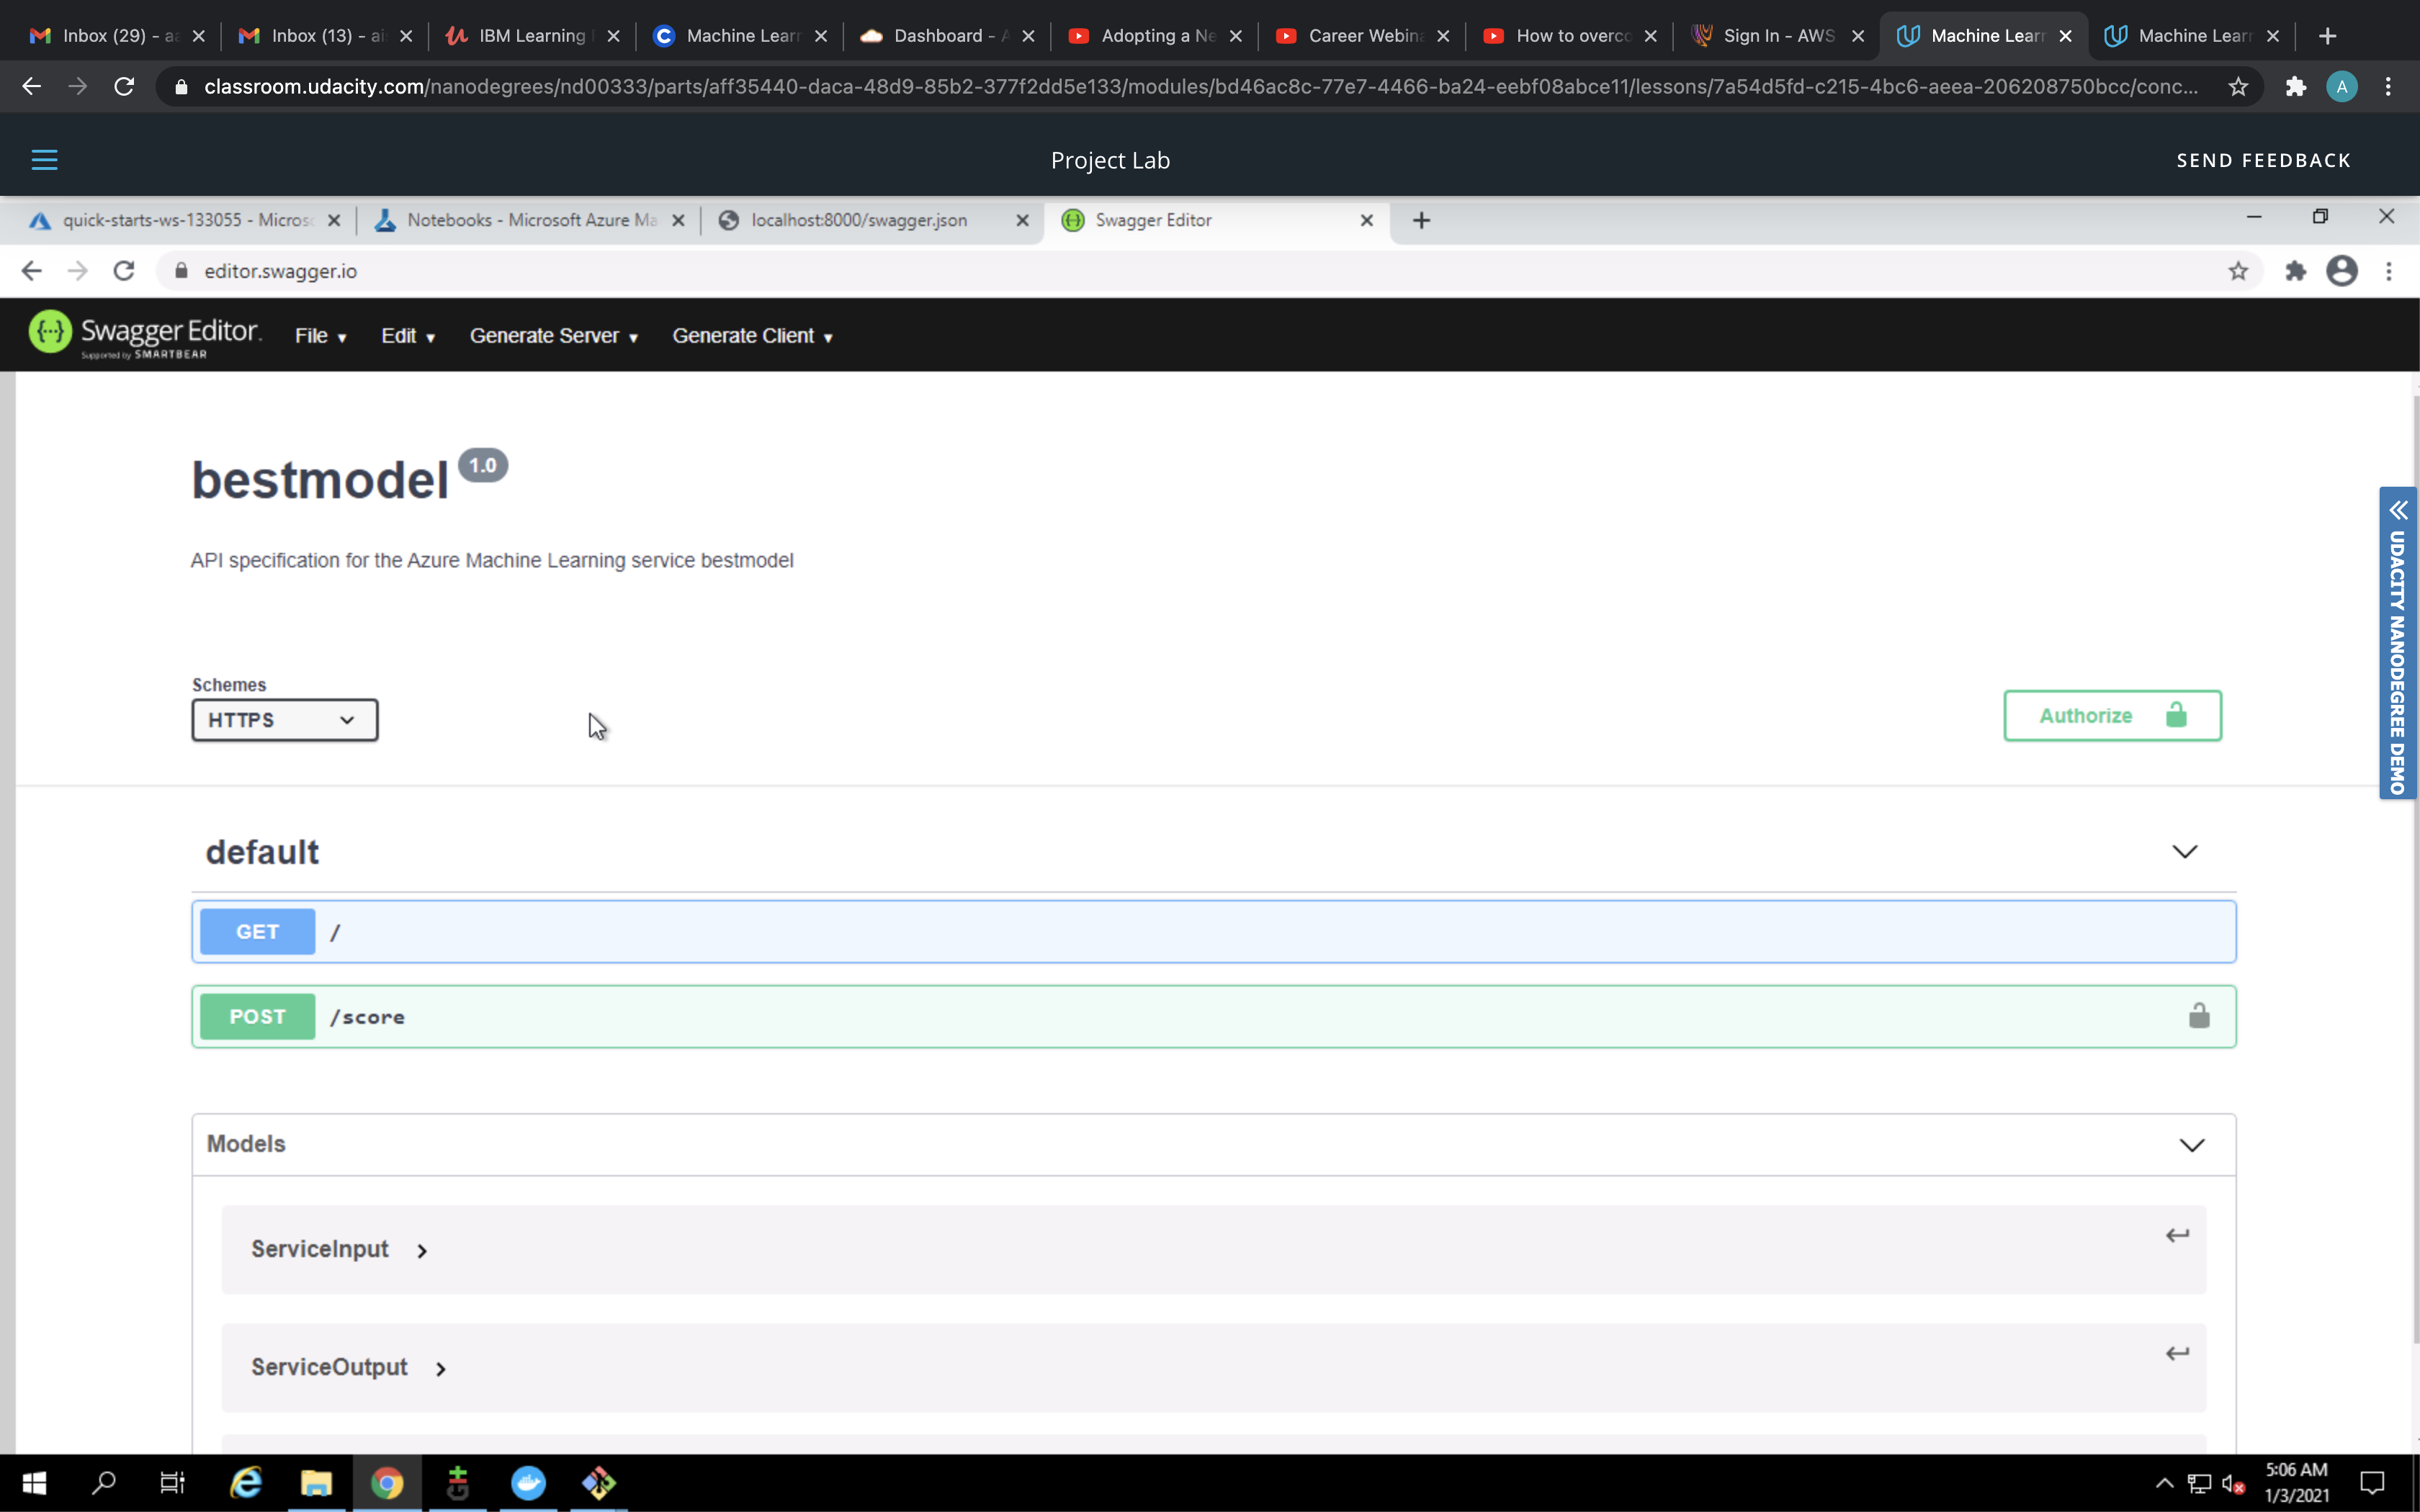 Inbox (29) - aa
Inbox (13) - ai
IBM Learning
Machine Lear
Dashboard - A
Adopting a Ne
Career Webina
How to overco
Sign In - AWS
Machine Lear
Machine Lear
classroom.udacity.com/nanodegrees/nd00333/parts/aff35440-daca-48d9-85b2-377f2dd5e133/modules/bd46ac8c-77e7-4466-ba24-eebf08abce11/lessons/7a54d5fd-c215-4bc6-aeea-206208750bcc/conc...
A
Project Lab
SEND FEEDBACK
quick-starts-ws-133055 - Micros
Notebooks - Microsoft Azure Ma
localhost:8000/swagger.json
Swagger Editor
editor.swagger.io
Swagger Editor.
Supported by SMARTBEAR
File
Edit
Generate Server
Generate Client
bestmodel 1.0
API specification for the Azure Machine Learning service bestmodel
UDACITY NANODEGREE DEMO
Schemes
HTTPS
Authorize
default
GET /
POST /score
Models
ServiceInput
ServiceOutput
5:06 AM
1/3/2021